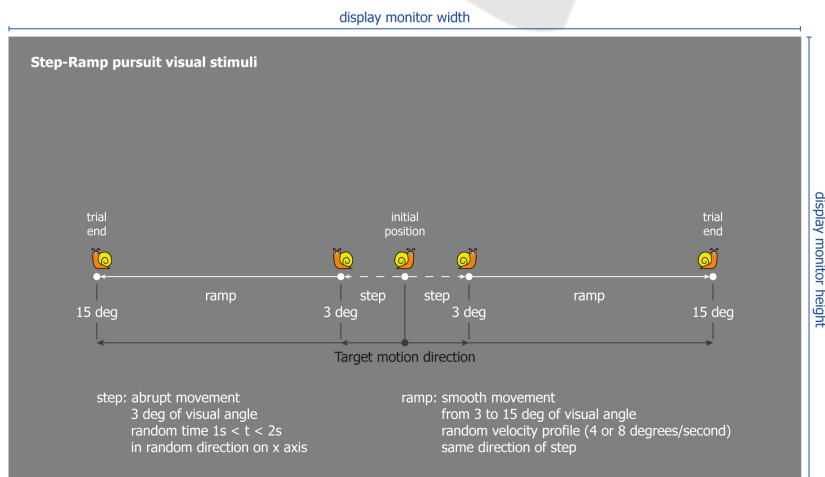 display monitor width
Step-Ramp pursuit visual stimuli
display monitor height
trial
end
initial
position
trial
end
ramp
step
step
ramp
15 deg
3 deg
3 deg
15 deg
Target motion direction
step: abrupt movement
3 deg of visual angle
random time 1s < t < 2s
in random direction on x axis
ramp: smooth movement
from 3 to 15 deg of visual angle
random velocity profile (4 or 8 degrees/second)
same direction of step